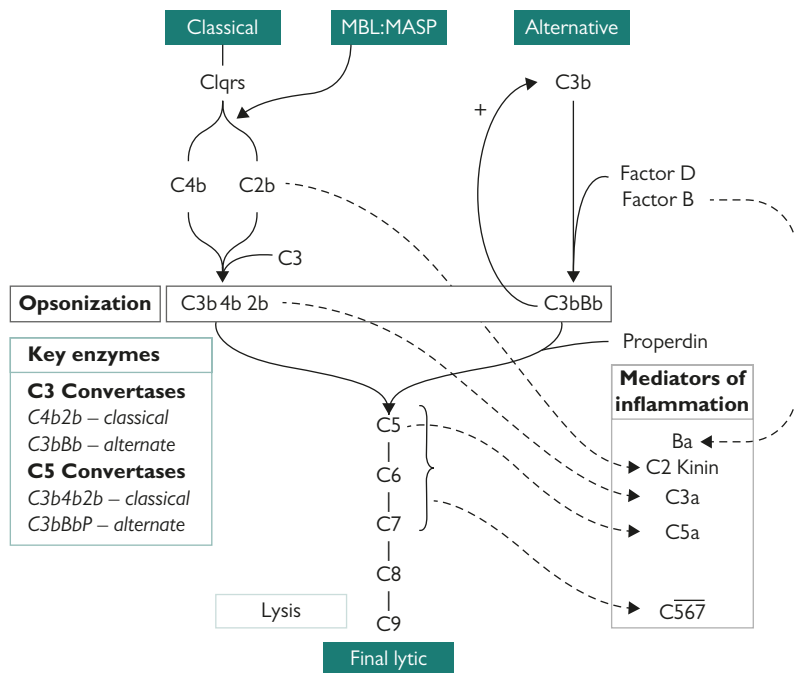 Classical
MBL:MASP
Alternative
Clqrs
C3b
+
C4b
C2b
Factor D
Factor B
C3
Opsonization
C3b 4b 2b
C3bBb
Properdin
Key enzymes
C3 Convertases
C4b2b – classical
C3bBb – alternate
C5 Convertases
C3b4b2b – classical
C3bBbP – alternate
Mediators of
inflammation
Ba
C2 Kinin
C3a
C5a
C567
C5
C6
C7
C8
C9
Lysis
Final lytic